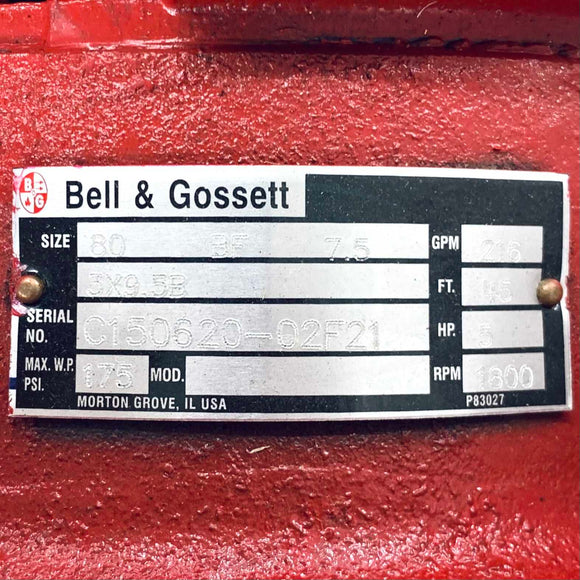 B G Bell & Gossett
SIZE 80 BF 7.5 GPM 216
3X9.5B FT. 45
SERIAL NO. C150620-02F21 HP. 5
MAX. W.P. PSI. 175 MOD. RPM 1800
MORTON GROVE, IL USA P83027